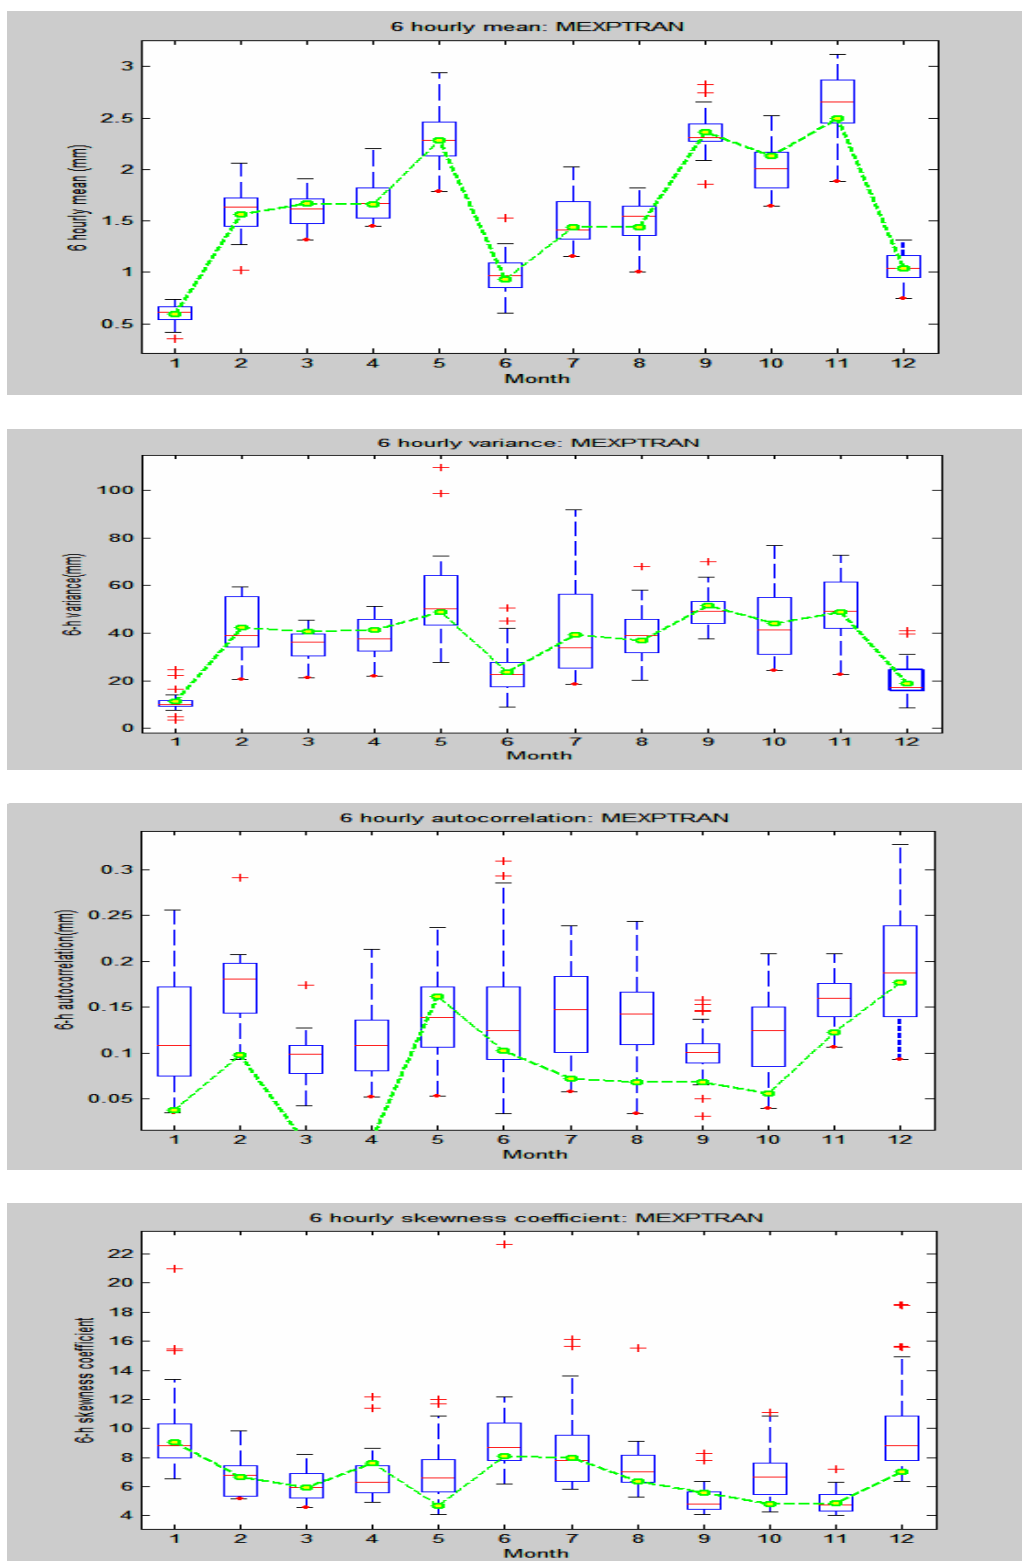 6 hourly mean: MEXPTRAN
6 hourly mean (mm)
3
2.5
2
1.5
1
0.5
1 2 3 4 5 6 7 8 9 10 11 12
Month
6 hourly variance: MEXPTRAN
6-h variance(mm)
100
80
60
40
20
0
1 2 3 4 5 6 7 8 9 10 11 12
Month
6 hourly autocorrelation: MEXPTRAN
6-h autocorrelation(mm)
0.3
0.25
0.2
0.15
0.1
0.05
1 2 3 4 5 6 7 8 9 10 11 12
Month
6 hourly skewness coefficient: MEXPTRAN
6-h skewness coefficient
22
20
18
16
14
12
10
8
6
4
1 2 3 4 5 6 7 8 9 10 11 12
Month